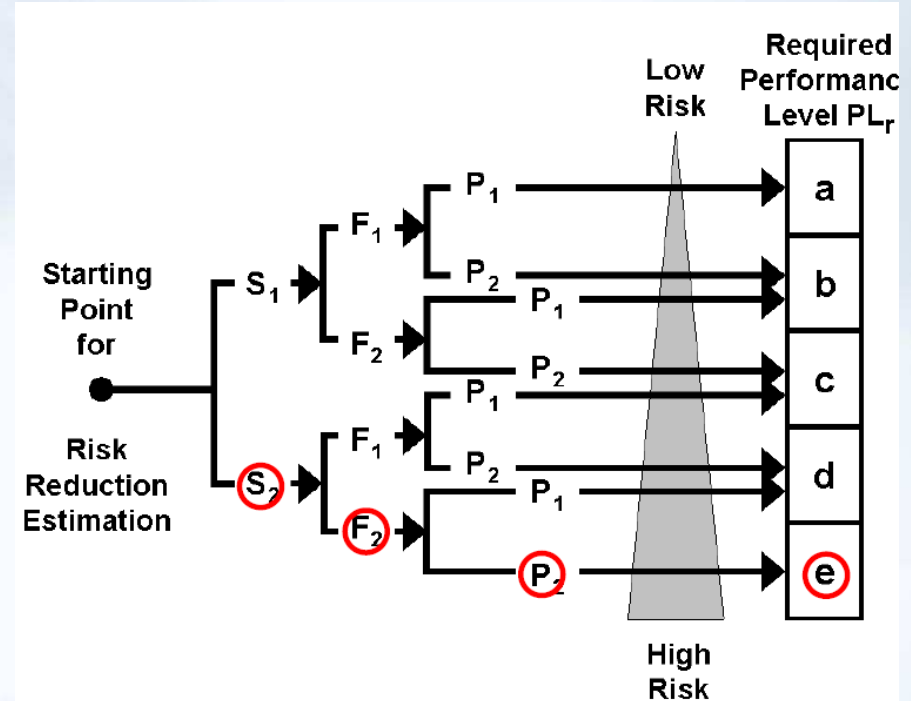 Required
Performanc
Level PLr
Low
Risk
Starting
Point
for
Risk
Reduction
Estimation
S1
S2
F1
F2
F1
F2
P1
P2
P1
P2
P1
P2
P1
P2
a
b
c
d
e
High
Risk